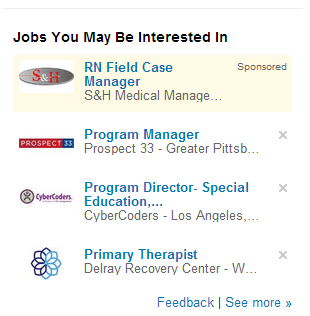 Jobs You May Be Interested In
S&H
RN Field Case Sponsored
Manager
S&H Medical Manage...
PROSPECT 33
Program Manager ×
Prospect 33 - Greater Pittsb...
CyberCoders
Program Director- Special ×
Education,...
CyberCoders - Los Angeles,...
Primary Therapist ×
Delray Recovery Center - W...
Feedback | See more »